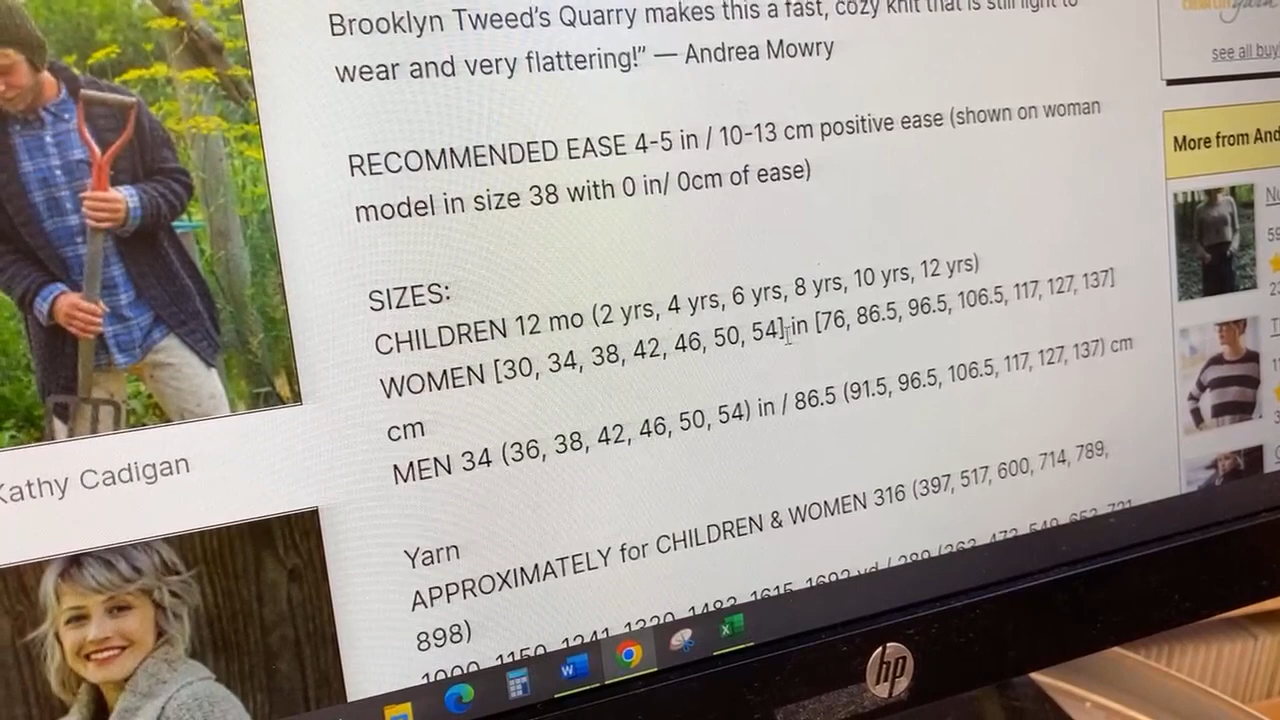 Brooklyn Tweed's Quarry makes this a fast, cozy knit that is still light to
wear and very flattering!” — Andrea Mowry
RECOMMENDED EASE 4-5 in / 10-13 cm positive ease (shown on woman
model in size 38 with 0 in/ 0cm of ease)
SIZES:
CHILDREN 12 mo (2 yrs, 4 yrs, 6 yrs, 8 yrs, 10 yrs, 12 yrs)
WOMEN [30, 34, 38, 42, 46, 50, 54] in [76, 86.5, 96.5, 106.5, 117, 127, 137]
cm
MEN 34 (36, 38, 42, 46, 50, 54) in / 86.5 (91.5, 96.5, 106.5, 117, 127, 137) cm
Yarn
APPROXIMATELY for CHILDREN & WOMEN 316 (397, 517, 600, 714, 789,
898)
Kathy Cadigan
see all buy
More from And
hp